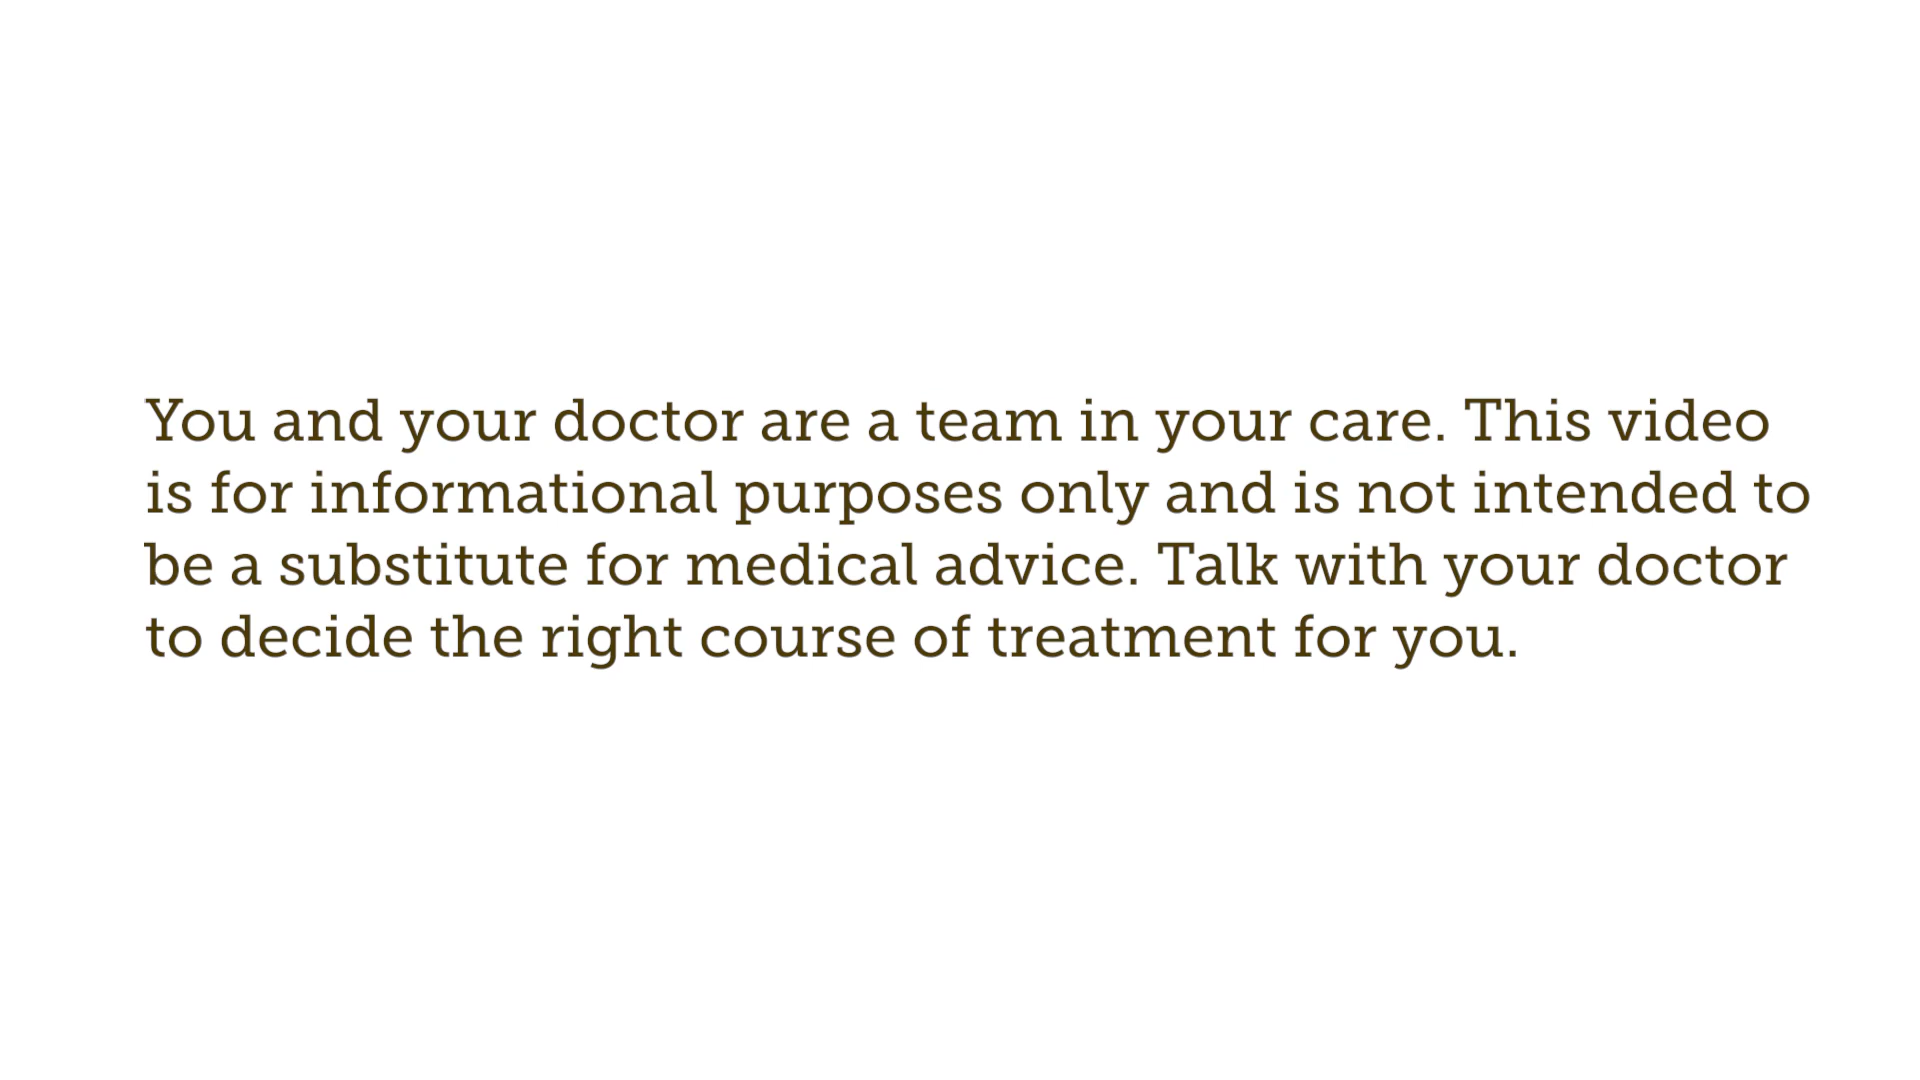 You and your doctor are a team in your care. This video
is for informational purposes only and is not intended to
be a substitute for medical advice. Talk with your doctor
to decide the right course of treatment for you.